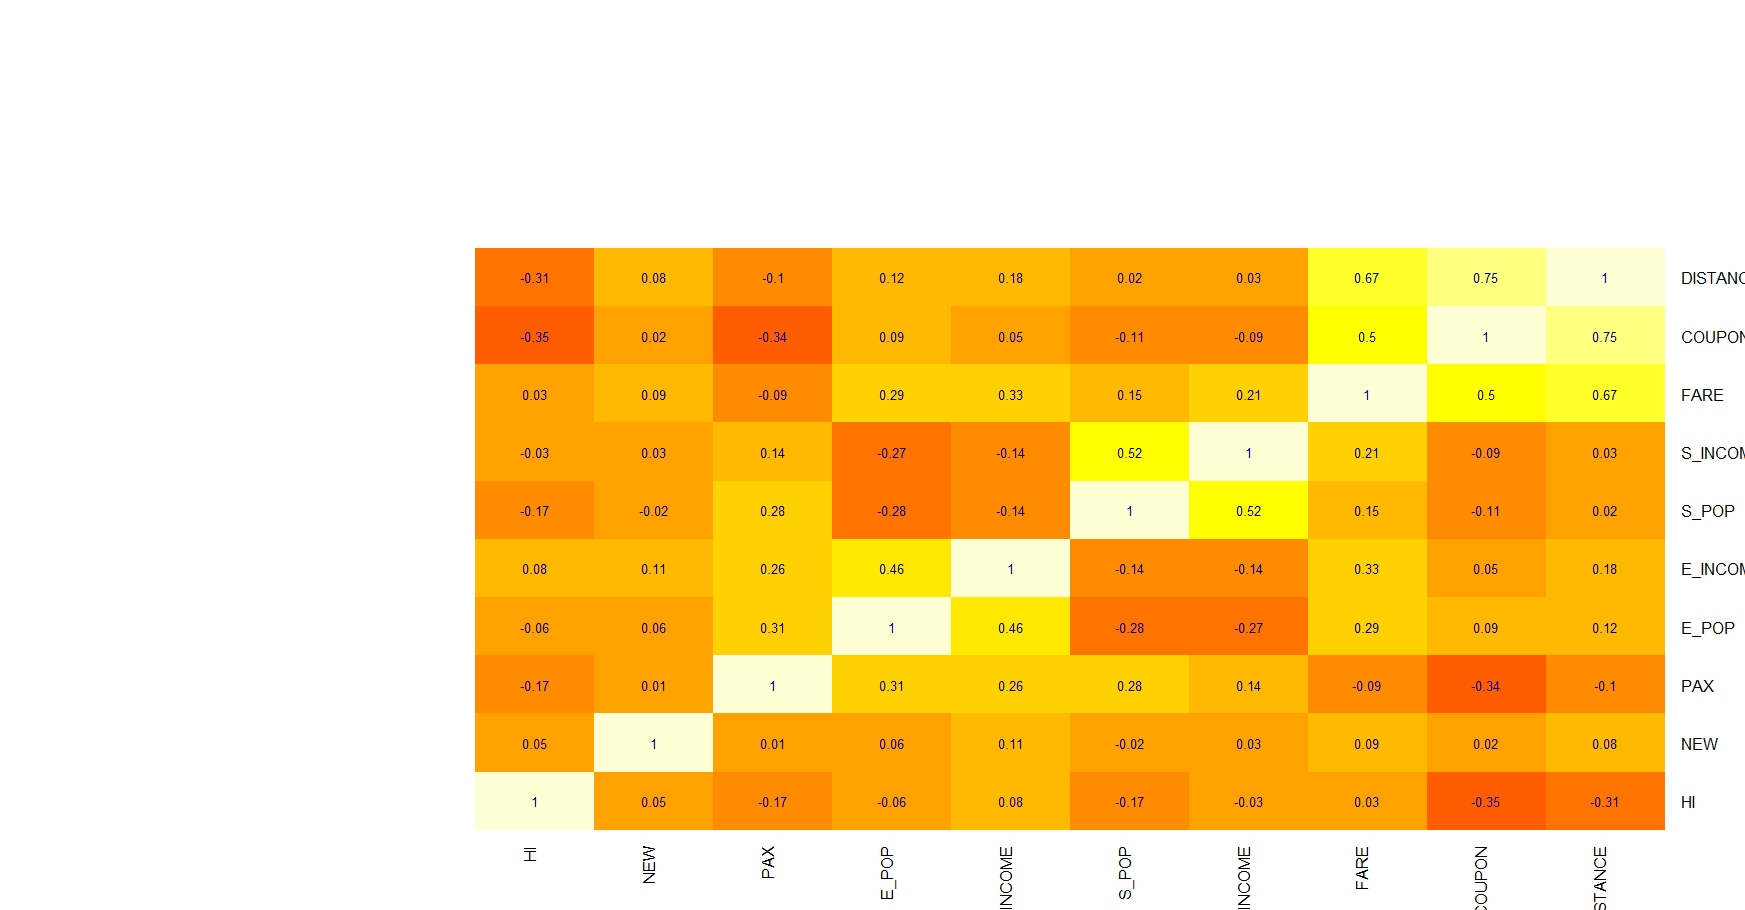 -0.31 0.08 -0.1 0.12 0.18 0.02 0.03 0.67 0.75 1 DISTANC
-0.35 0.02 -0.34 0.09 0.05 -0.11 -0.09 0.5 1 0.75 COUPON
0.03 0.09 -0.09 0.29 0.33 0.15 0.21 1 0.5 0.67 FARE
-0.03 0.03 0.14 -0.27 -0.14 0.52 1 0.21 -0.09 0.03 S_INCOM
-0.17 -0.02 0.28 -0.28 -0.14 1 0.52 0.15 -0.11 0.02 S_POP
0.08 0.11 0.26 0.46 1 -0.14 -0.14 0.33 0.05 0.18 E_INCOM
-0.06 0.06 0.31 1 0.46 -0.28 -0.27 0.29 0.09 0.12 E_POP
-0.17 0.01 1 0.31 0.26 0.28 0.14 -0.09 -0.34 -0.1 PAX
0.05 1 0.01 0.06 0.11 -0.02 0.03 0.09 0.02 0.08 NEW
1 0.05 -0.17 -0.06 0.08 -0.17 -0.03 0.03 -0.35 -0.31 HI
HI NEW PAX E_POP INCOME S_POP INCOME FARE COUPON STANCE